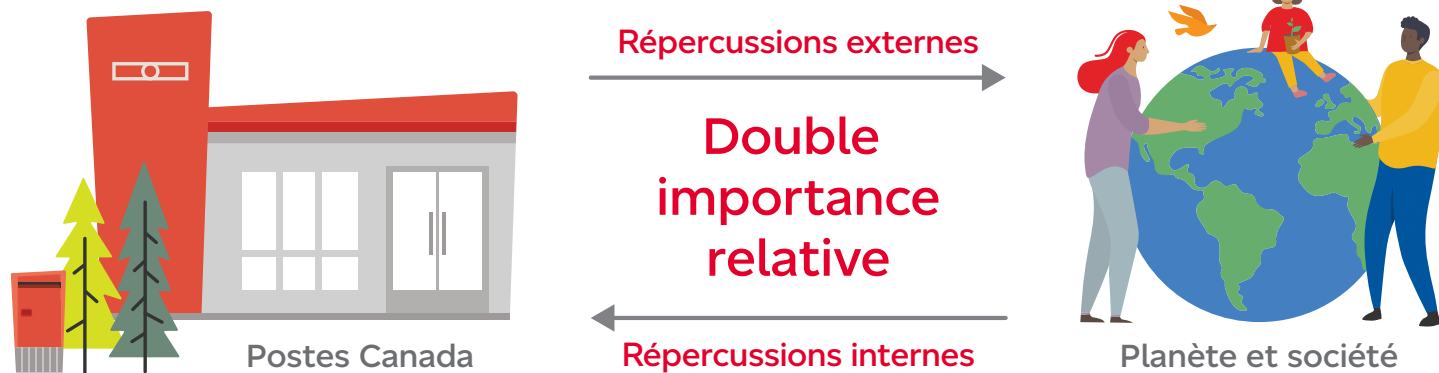 Répercussions externes
Double
importance
relative
Répercussions internes
Postes Canada
Planète et société